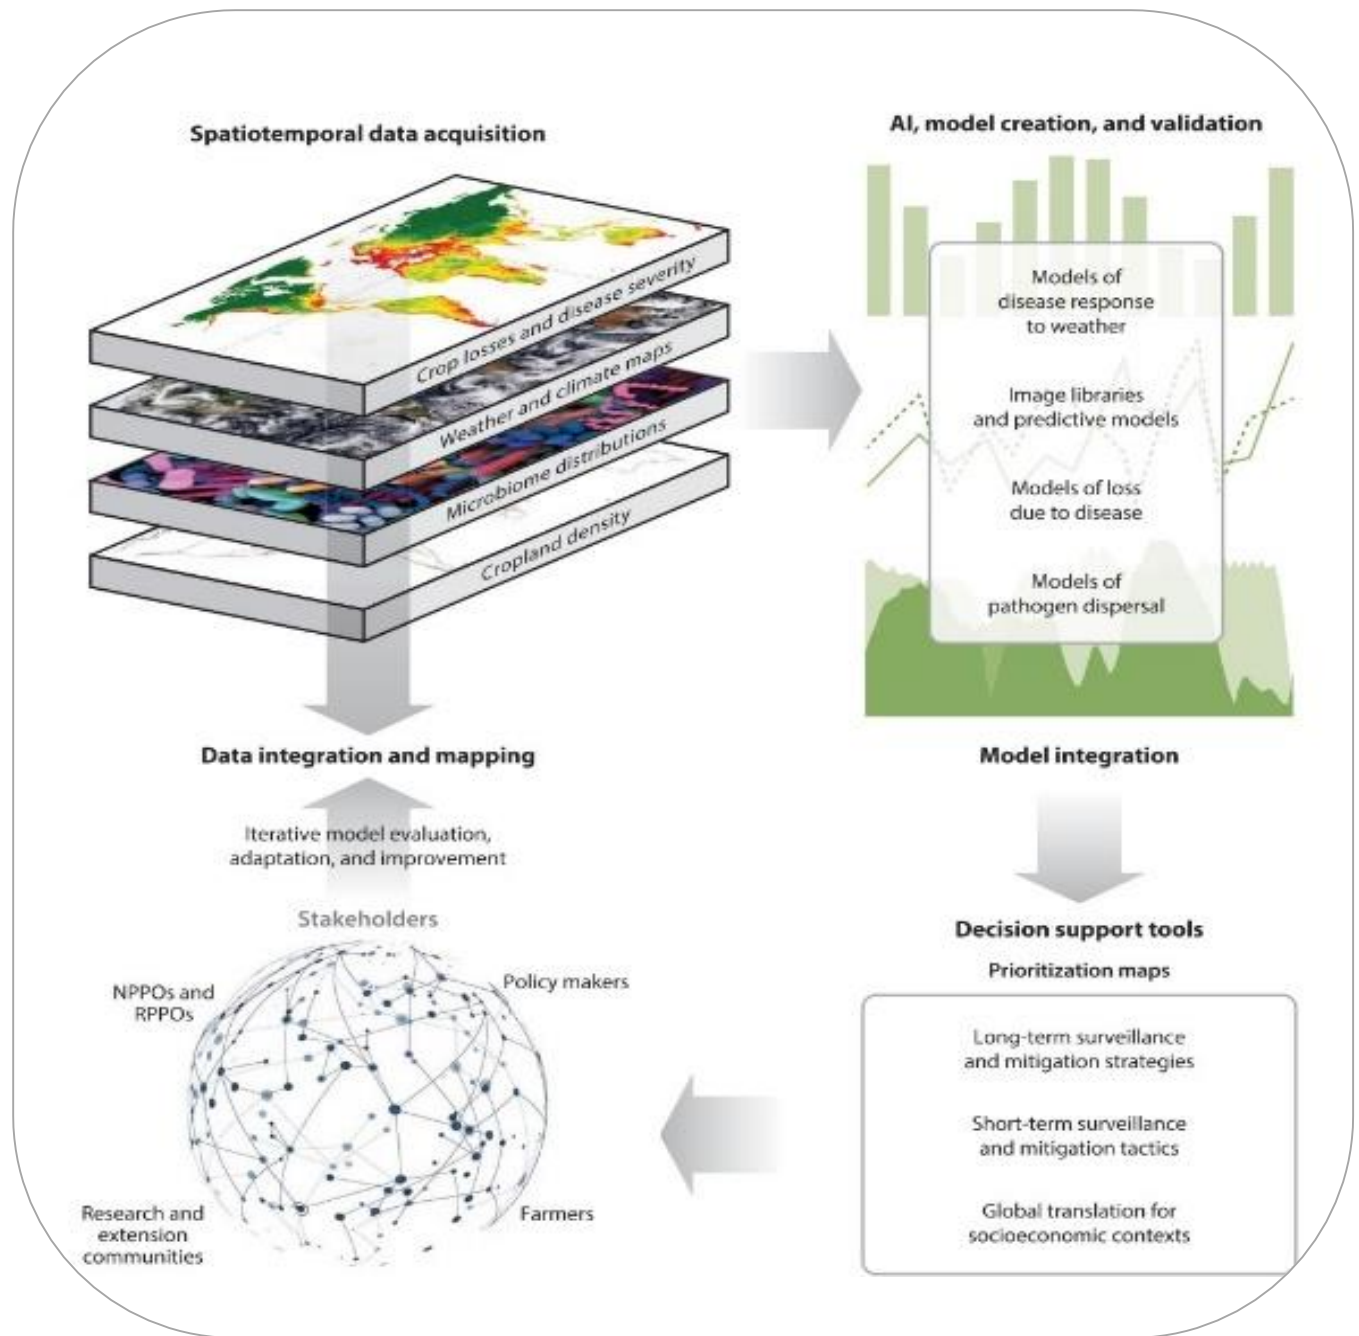 Spatiotemporal data acquisition
Crop losses and disease severity
Weather and climate maps
Microbiome distributions
Cropland density
Data integration and mapping
Iterative model evaluation,
adaptation, and improvement
Stakeholders
NPPOs and
RPPOs
Policy makers
Research and
extension
communities
Farmers
AI, model creation, and validation
Models of
disease response
to weather
Image libraries
and predictive models
Models of loss
due to disease
Models of
pathogen dispersal
Model integration
Decision support tools
Prioritization maps
Long-term surveillance
and mitigation strategies
Short-term surveillance
and mitigation tactics
Global translation for
socioeconomic contexts